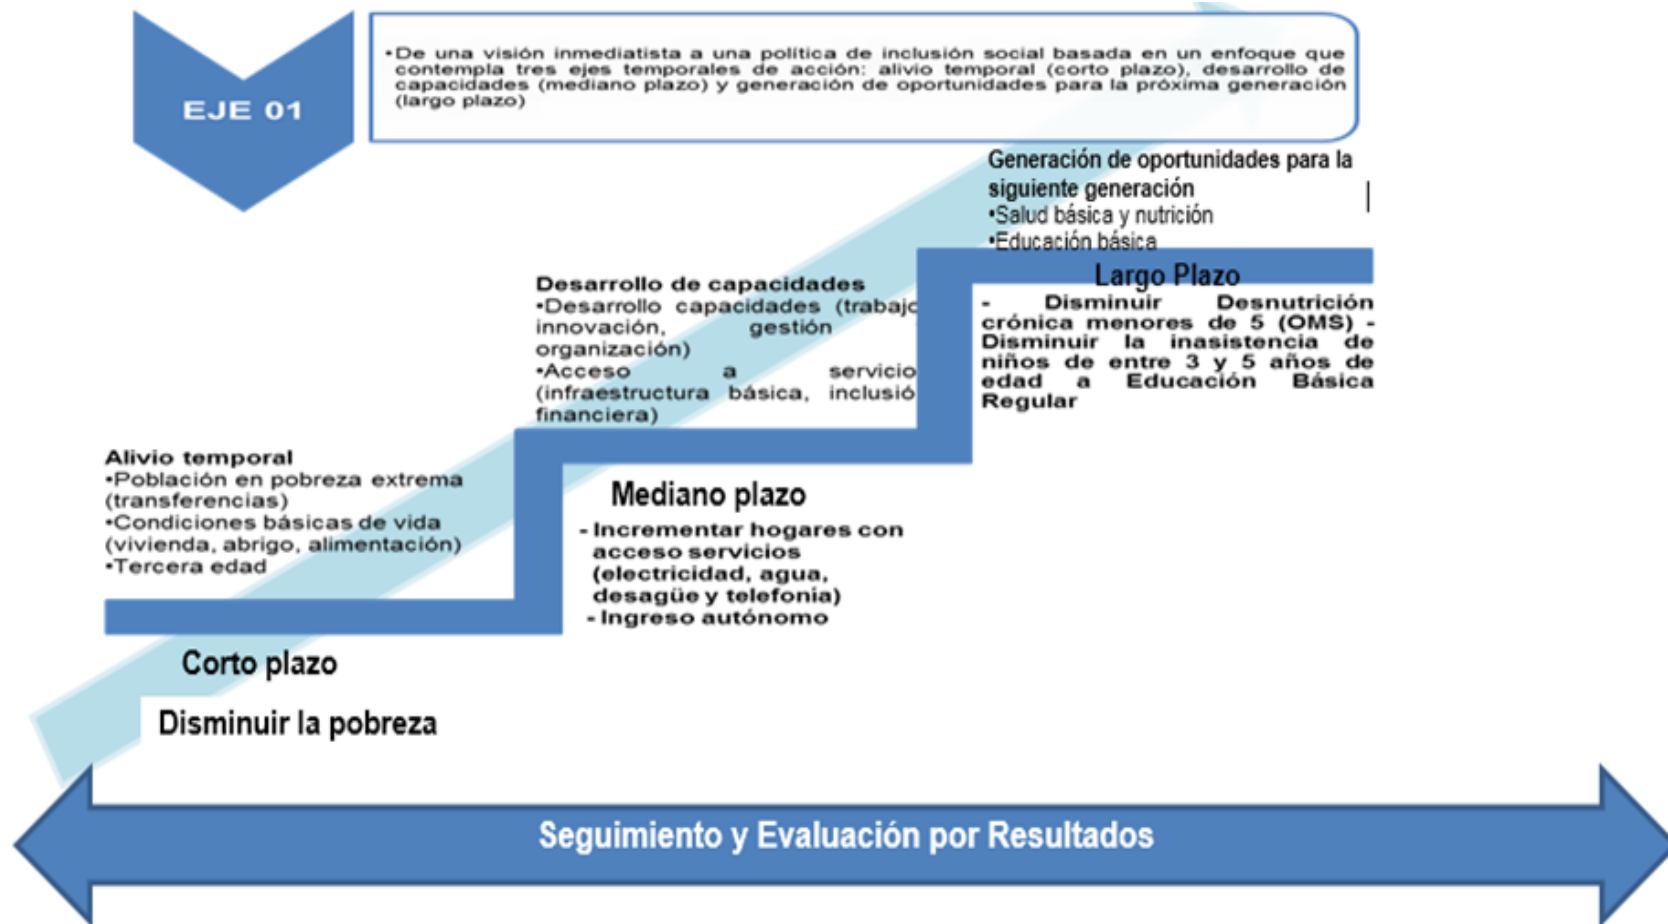 EJE 01
•De una visión inmediatista a una política de inclusión social basada en un enfoque que
contempla tres ejes temporales de acción: alivio temporal (corto plazo), desarrollo de
capacidades (mediano plazo) y generación de oportunidades para la próxima generación
(largo plazo)
Generación de oportunidades para la
siguiente generación
•Salud básica y nutrición
•Educación básica
Largo Plazo
- Disminuir Desnutrición
crónica menores de 5 (OMS) -
Disminuir la inasistencia de
niños de entre 3 y 5 años de
edad a Educación Básica
Regular
Desarrollo de capacidades
•Desarrollo capacidades (trabajo
innovación, gestión
organización)
•Acceso a servicio
(infraestructura básica, inclusió
financiera)
Mediano plazo
- Incrementar hogares con
acceso servicios
(electricidad, agua,
desagüe y telefonia)
- Ingreso autónomo
Alivio temporal
•Población en pobreza extrema
(transferencias)
•Condiciones básicas de vida
(vivienda, abrigo, alimentación)
•Tercera edad
Corto plazo
Disminuir la pobreza
Seguimiento y Evaluación por Resultados